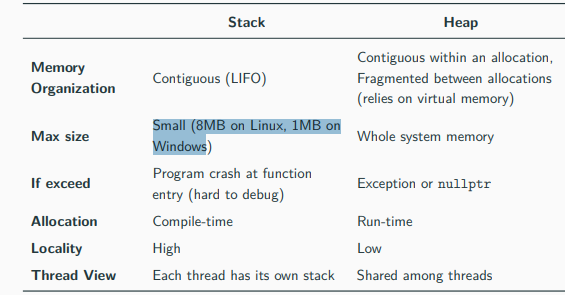 Stack Heap
Memory Organization Contiguous (LIFO) Contiguous within an allocation, Fragmented between allocations (relies on virtual memory)
Max size Small (8MB on Linux, 1MB on Windows) Whole system memory
If exceed Program crash at function entry (hard to debug) Exception or nullptr
Allocation Compile-time Run-time
Locality High Low
Thread View Each thread has its own stack Shared among threads